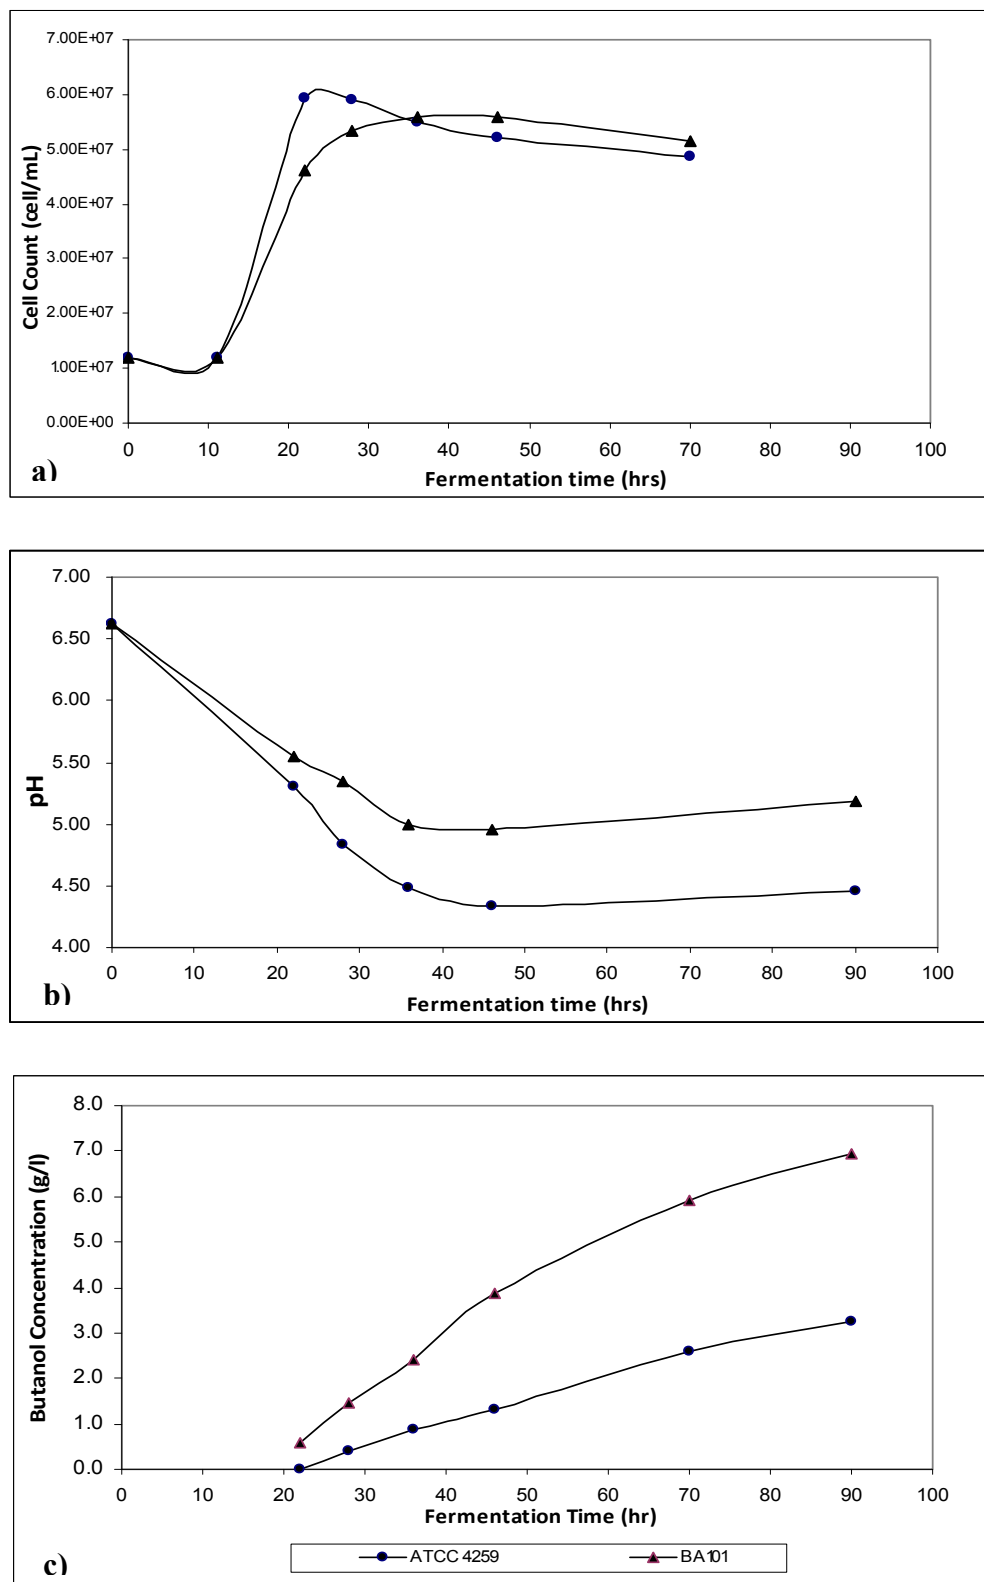 7.00E+07
6.00E+07
5.00E+07
4.00E+07
3.00E+07
2.00E+07
1.00E+07
0.00E+00
Cell Count (cell/mL)
0 10 20 30 40 50 60 70 80 90 100
Fermentation time (hrs)
a)
7.00
6.50
6.00
5.50
5.00
4.50
4.00
pH
0 10 20 30 40 50 60 70 80 90 100
Fermentation time (hrs)
b)
8.0
7.0
6.0
5.0
4.0
3.0
2.0
1.0
0.0
Butanol Concentration (g/l)
0 10 20 30 40 50 60 70 80 90 100
Fermentation Time (hr)
c)
ATCC 4259 BA101